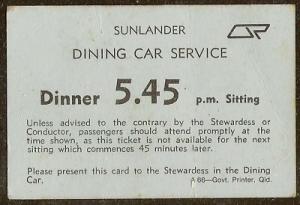 SUNLANDER
DINING CAR SERVICE
Dinner 5.45 p.m. Sitting
Unless advised to the contrary by the Stewardess or
Conductor, passengers should attend promptly at
the time shown, as this ticket is not available for the next
sitting which commences 45 minutes later.
Please present this card to the Stewardess in the Dining
Car.
A 66—Govt. Printer, Qld.